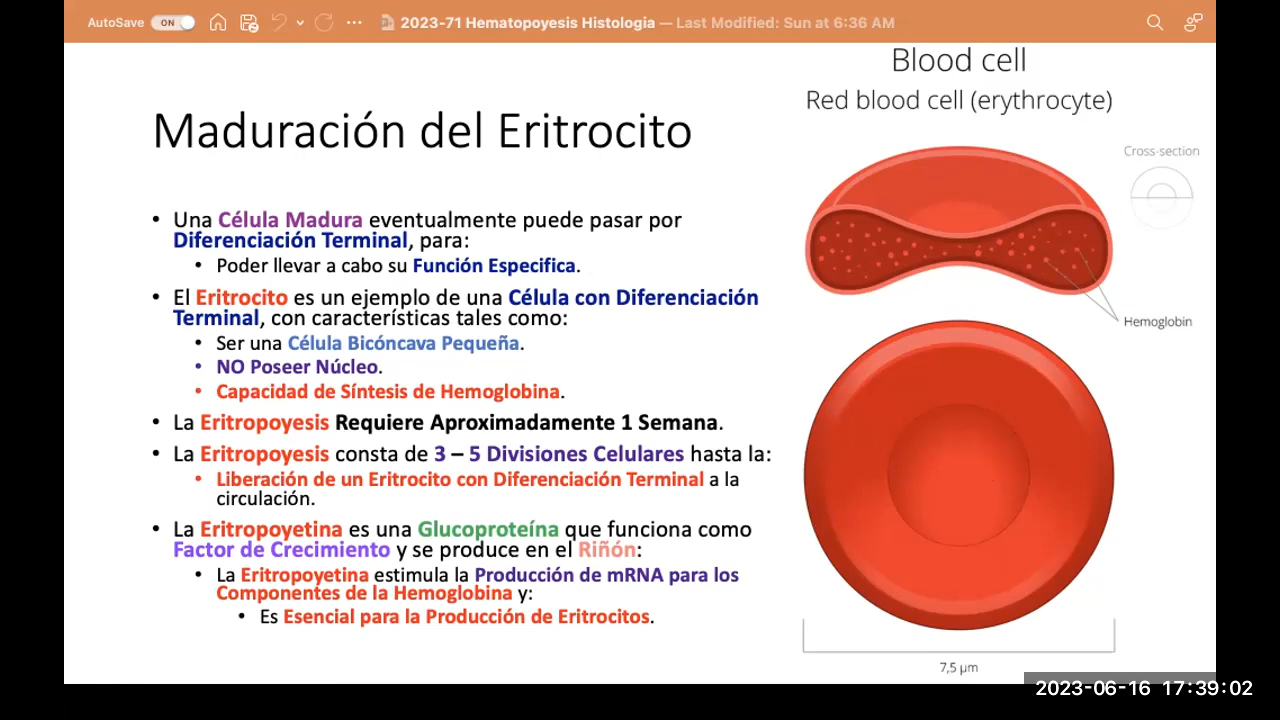 AutoSave ON 2023-71 Hematopoyesis Histologia — Last Modified: Sun at 6:36 AM
Blood cell
Red blood cell (erythrocyte)
Maduración del Eritrocito
• Una Célula Madura eventualmente puede pasar por
Diferenciación Terminal, para:
• Poder llevar a cabo su Función Especifica.
• El Eritrocito es un ejemplo de una Célula con Diferenciación
Terminal, con características tales como:
• Ser una Célula Bicóncava Pequeña.
• NO Poseer Núcleo.
• Capacidad de Síntesis de Hemoglobina.
• La Eritropoyesis Requiere Aproximadamente 1 Semana.
• La Eritropoyesis consta de 3 – 5 Divisiones Celulares hasta la:
• Liberación de un Eritrocito con Diferenciación Terminal a la
circulación.
• La Eritropoyetina es una Glucoproteína que funciona como
Factor de Crecimiento y se produce en el Riñón:
• La Eritropoyetina estimula la Producción de mRNA para los
Componentes de la Hemoglobina y:
• Es Esencial para la Producción de Eritrocitos.
Cross-section
Hemoglobin
7,5 µm
2023-06-16 17:39:02